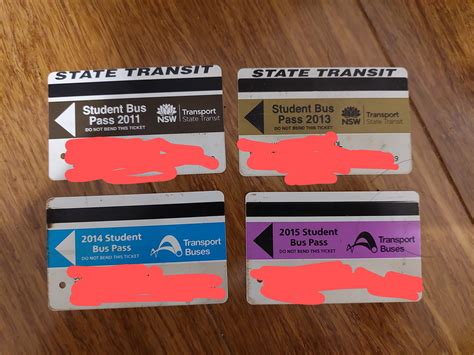 STATE TRANSIT
Student Bus
Pass 2011
DO NOT BEND THIS TICKET
NSW
Transport
State Transit
STATE TRANSIT
Student Bus
Pass 2013
DO NOT BEND THIS TICKET
NSW
Transport
State Transit
9
2014 Student
Bus Pass
DO NOT BEND THIS TICKET
Transport
Buses
2015 Student
Bus Pass
DO NOT BEND THIS TICKET
Transport
Buses